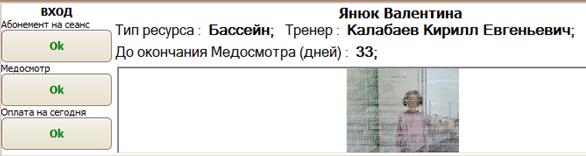 ВХОД
Абонемент на сеанс
Ok
Медосмотр
Ok
Оплата на сегодня
Ok
Янюк Валентина
Тип ресурса : Бассейн; Тренер : Калабаев Кирилл Евгеньевич;
До окончания Медосмотра (дней) : 33;